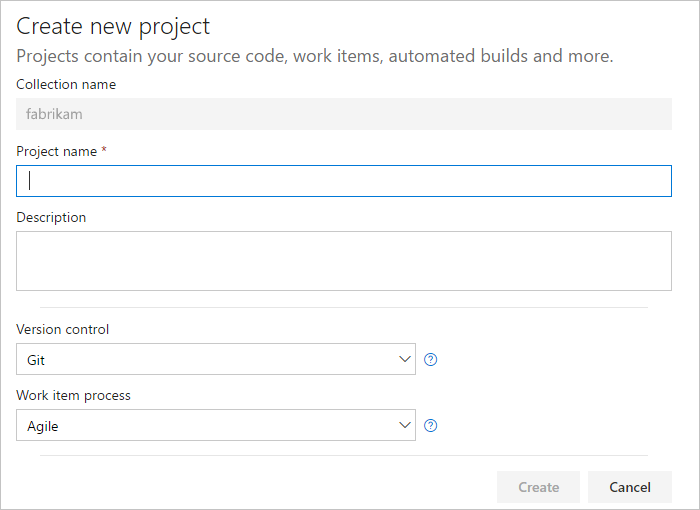 Create new project
Projects contain your source code, work items, automated builds and more.
Collection name
fabrikam
Project name *
Description
Version control
Git
?
Work item process
Agile
?
Create Cancel